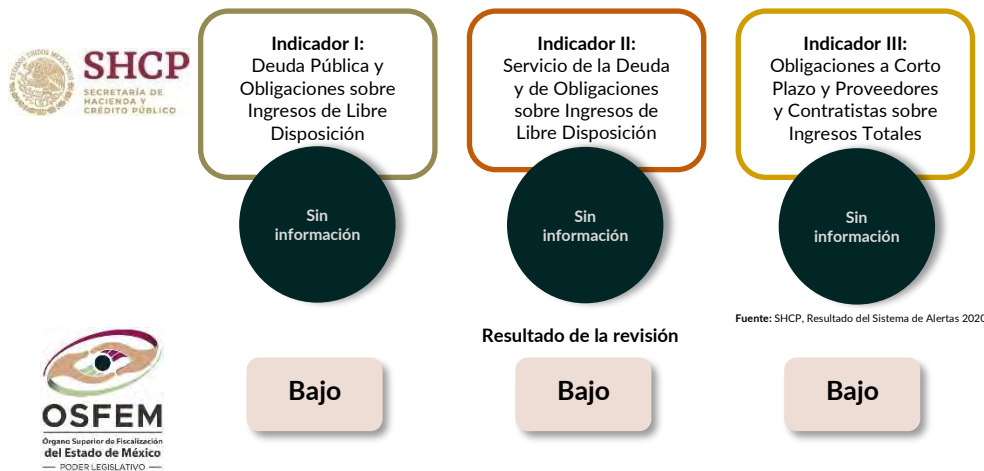 ESTADOS UNIDOS MEXICANOS
SHCP
SECRETARÍA DE
HACIENDA Y
CRÉDITO PÚBLICO
Indicador I:
Deuda Pública y
Obligaciones sobre
Ingresos de Libre
Disposición
Sin
información
Indicador II:
Servicio de la Deuda
y de Obligaciones
sobre Ingresos de
Libre Disposición
Sin
información
Indicador III:
Obligaciones a Corto
Plazo y Proveedores
y Contratistas sobre
Ingresos Totales
Sin
información
Fuente: SHCP, Resultado del Sistema de Alertas 2020
Resultado de la revisión
OSFEM
Órgano Superior de Fiscalización
del Estado de México
PODER LEGISLATIVO
Bajo
Bajo
Bajo